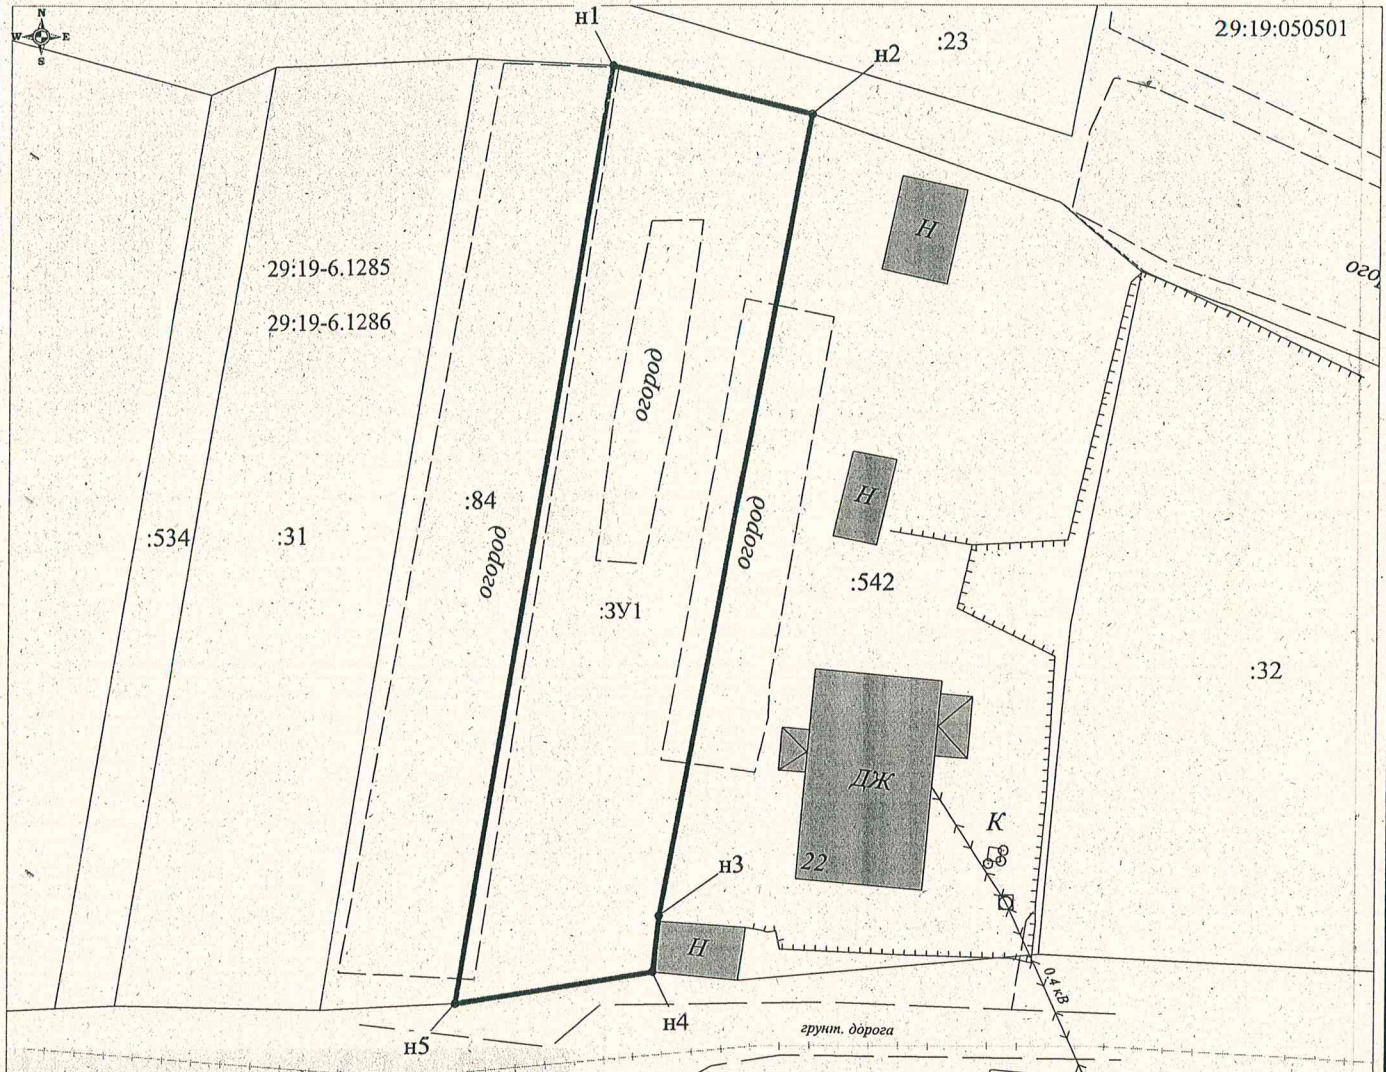 н1
29:19:050501
N
W
E
S
:23
н2
Н
29:19-6.1285
29:19-6.1286
огор
огород
:84
Н
огород
огород
:534
:31
:542
:ЗУ1
:32
ДЖ
К
22
н3
Н
0.4 кВ
н4
грунт. дорога
н5